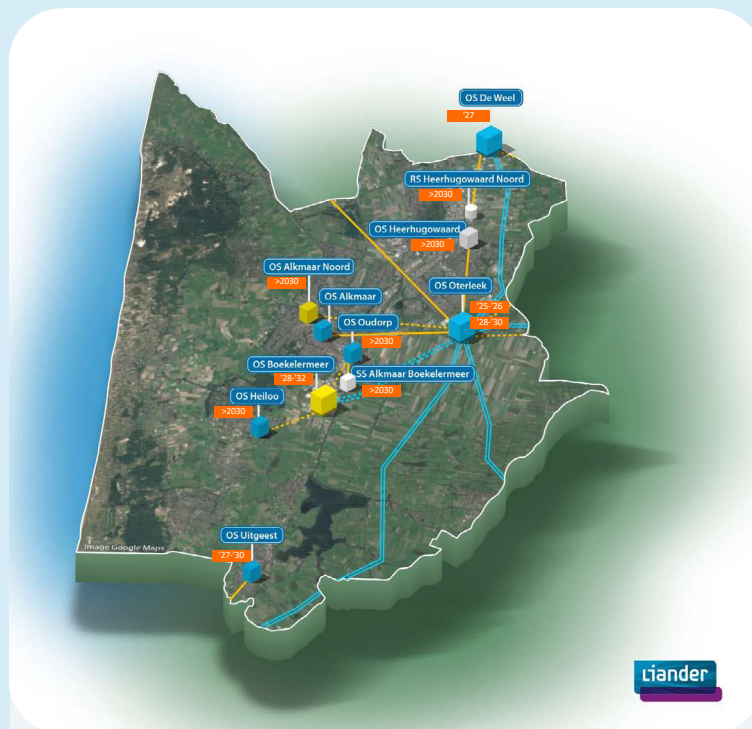 OS De Weel
'27
RS Heerhugowaard Noord
>2030
OS Heerhugowaard
>2030
OS Alkmaar Noord
>2030
OS Alkmaar
OS Oterleek
'25-'26
'28-'30
OS Oudorp
>2030
OS Boekelermeer
'28-'32
SS Alkmaar Boekelermeer
>2030
OS Heiloo
>2030
OS Uitgeest
'27-'30
Image Google Maps
Liander